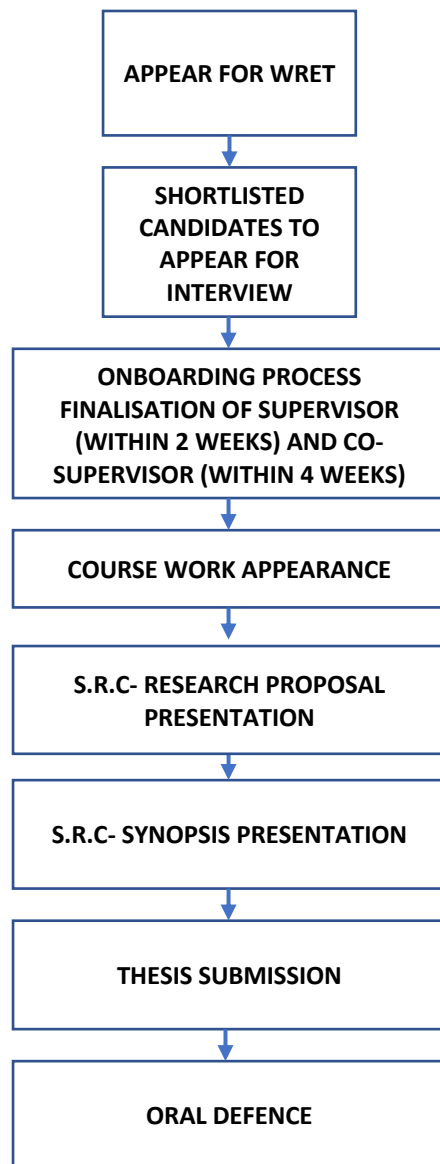 APPEAR FOR WRET
SHORTLISTED
CANDIDATES TO
APPEAR FOR
INTERVIEW
ONBOARDING PROCESS
FINALISATION OF SUPERVISOR
(WITHIN 2 WEEKS) AND CO-
SUPERVISOR (WITHIN 4 WEEKS)
COURSE WORK APPEARANCE
S.R.C- RESEARCH PROPOSAL
PRESENTATION
S.R.C- SYNOPSIS PRESENTATION
THESIS SUBMISSION
ORAL DEFENCE